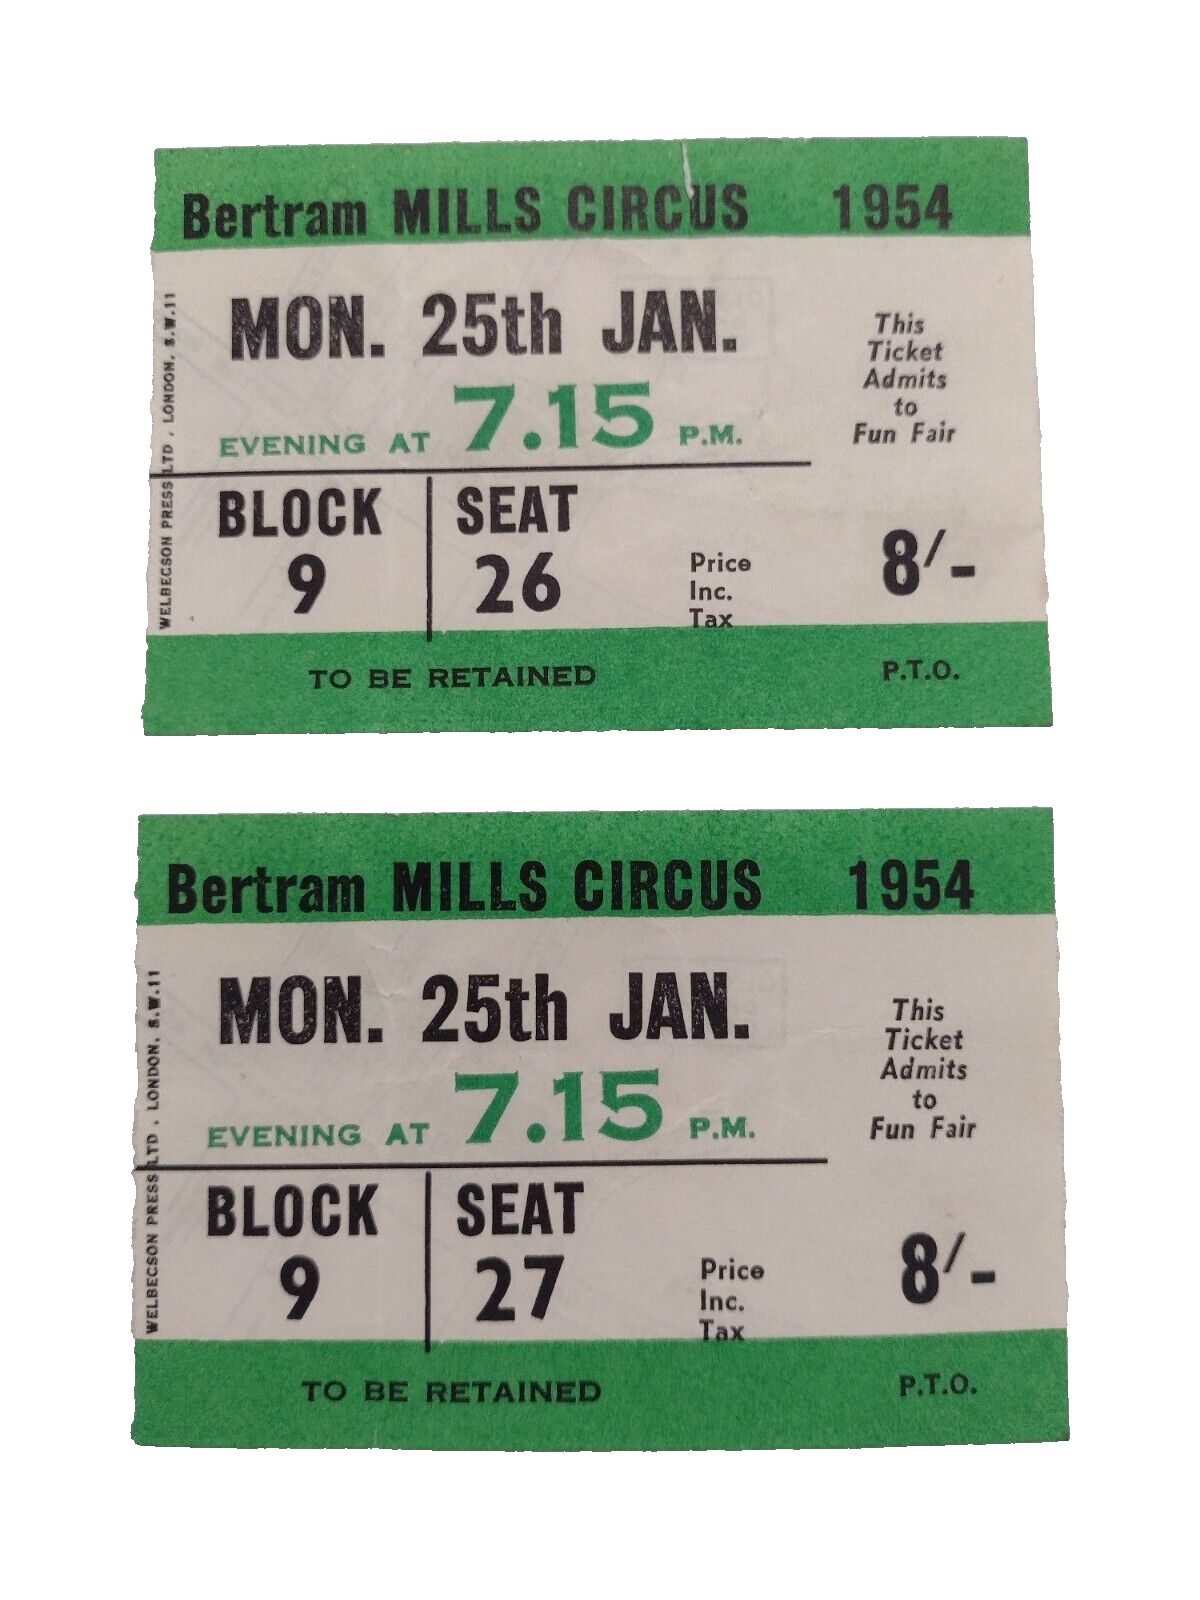 Bertram MILLS CIRCUS 1954
MON. 25th JAN.
EVENING AT 7.15 P.M.
This
Ticket
Admits
to
Fun Fair
BLOCK
9
SEAT
26
Price
Inc.
Tax
8/-
TO BE RETAINED P.T.O.
WELBECSON PRESS LTD., LONDON, S.W.11
Bertram MILLS CIRCUS 1954
MON. 25th JAN.
EVENING AT 7.15 P.M.
This
Ticket
Admits
to
Fun Fair
BLOCK
9
SEAT
27
Price
Inc.
Tax
8/-
TO BE RETAINED P.T.O.
WELBECSON PRESS LTD., LONDON, S.W.11